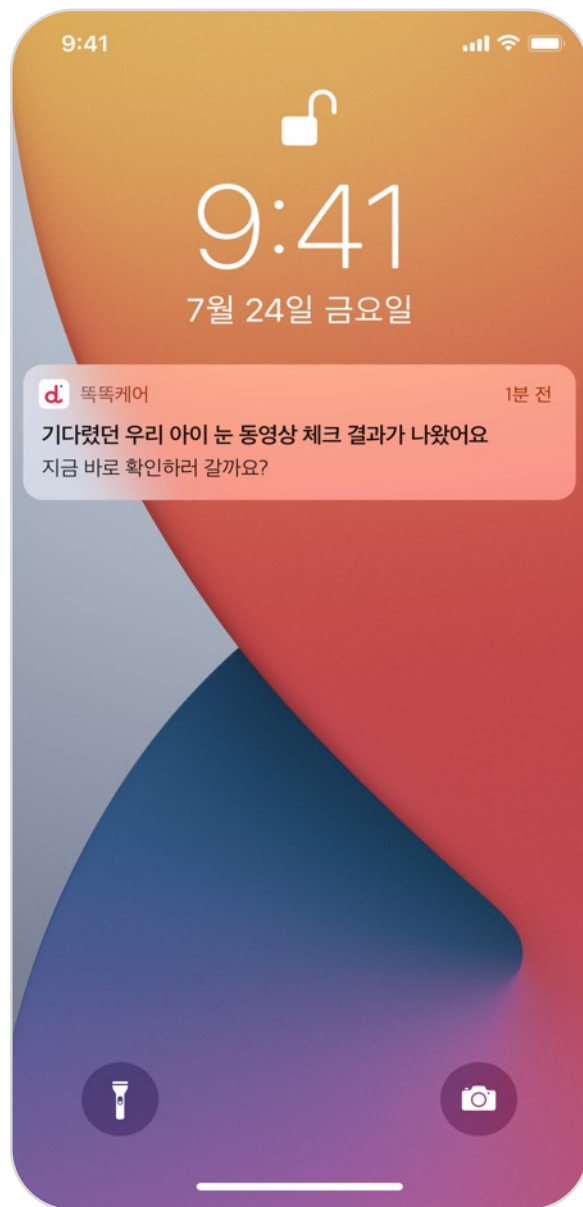 9:41
9:41
7월 24일 금요일
똑똑케어 1분 전
기다렸던 우리 아이 눈 동영상 체크 결과가 나왔어요
지금 바로 확인하러 갈까요?